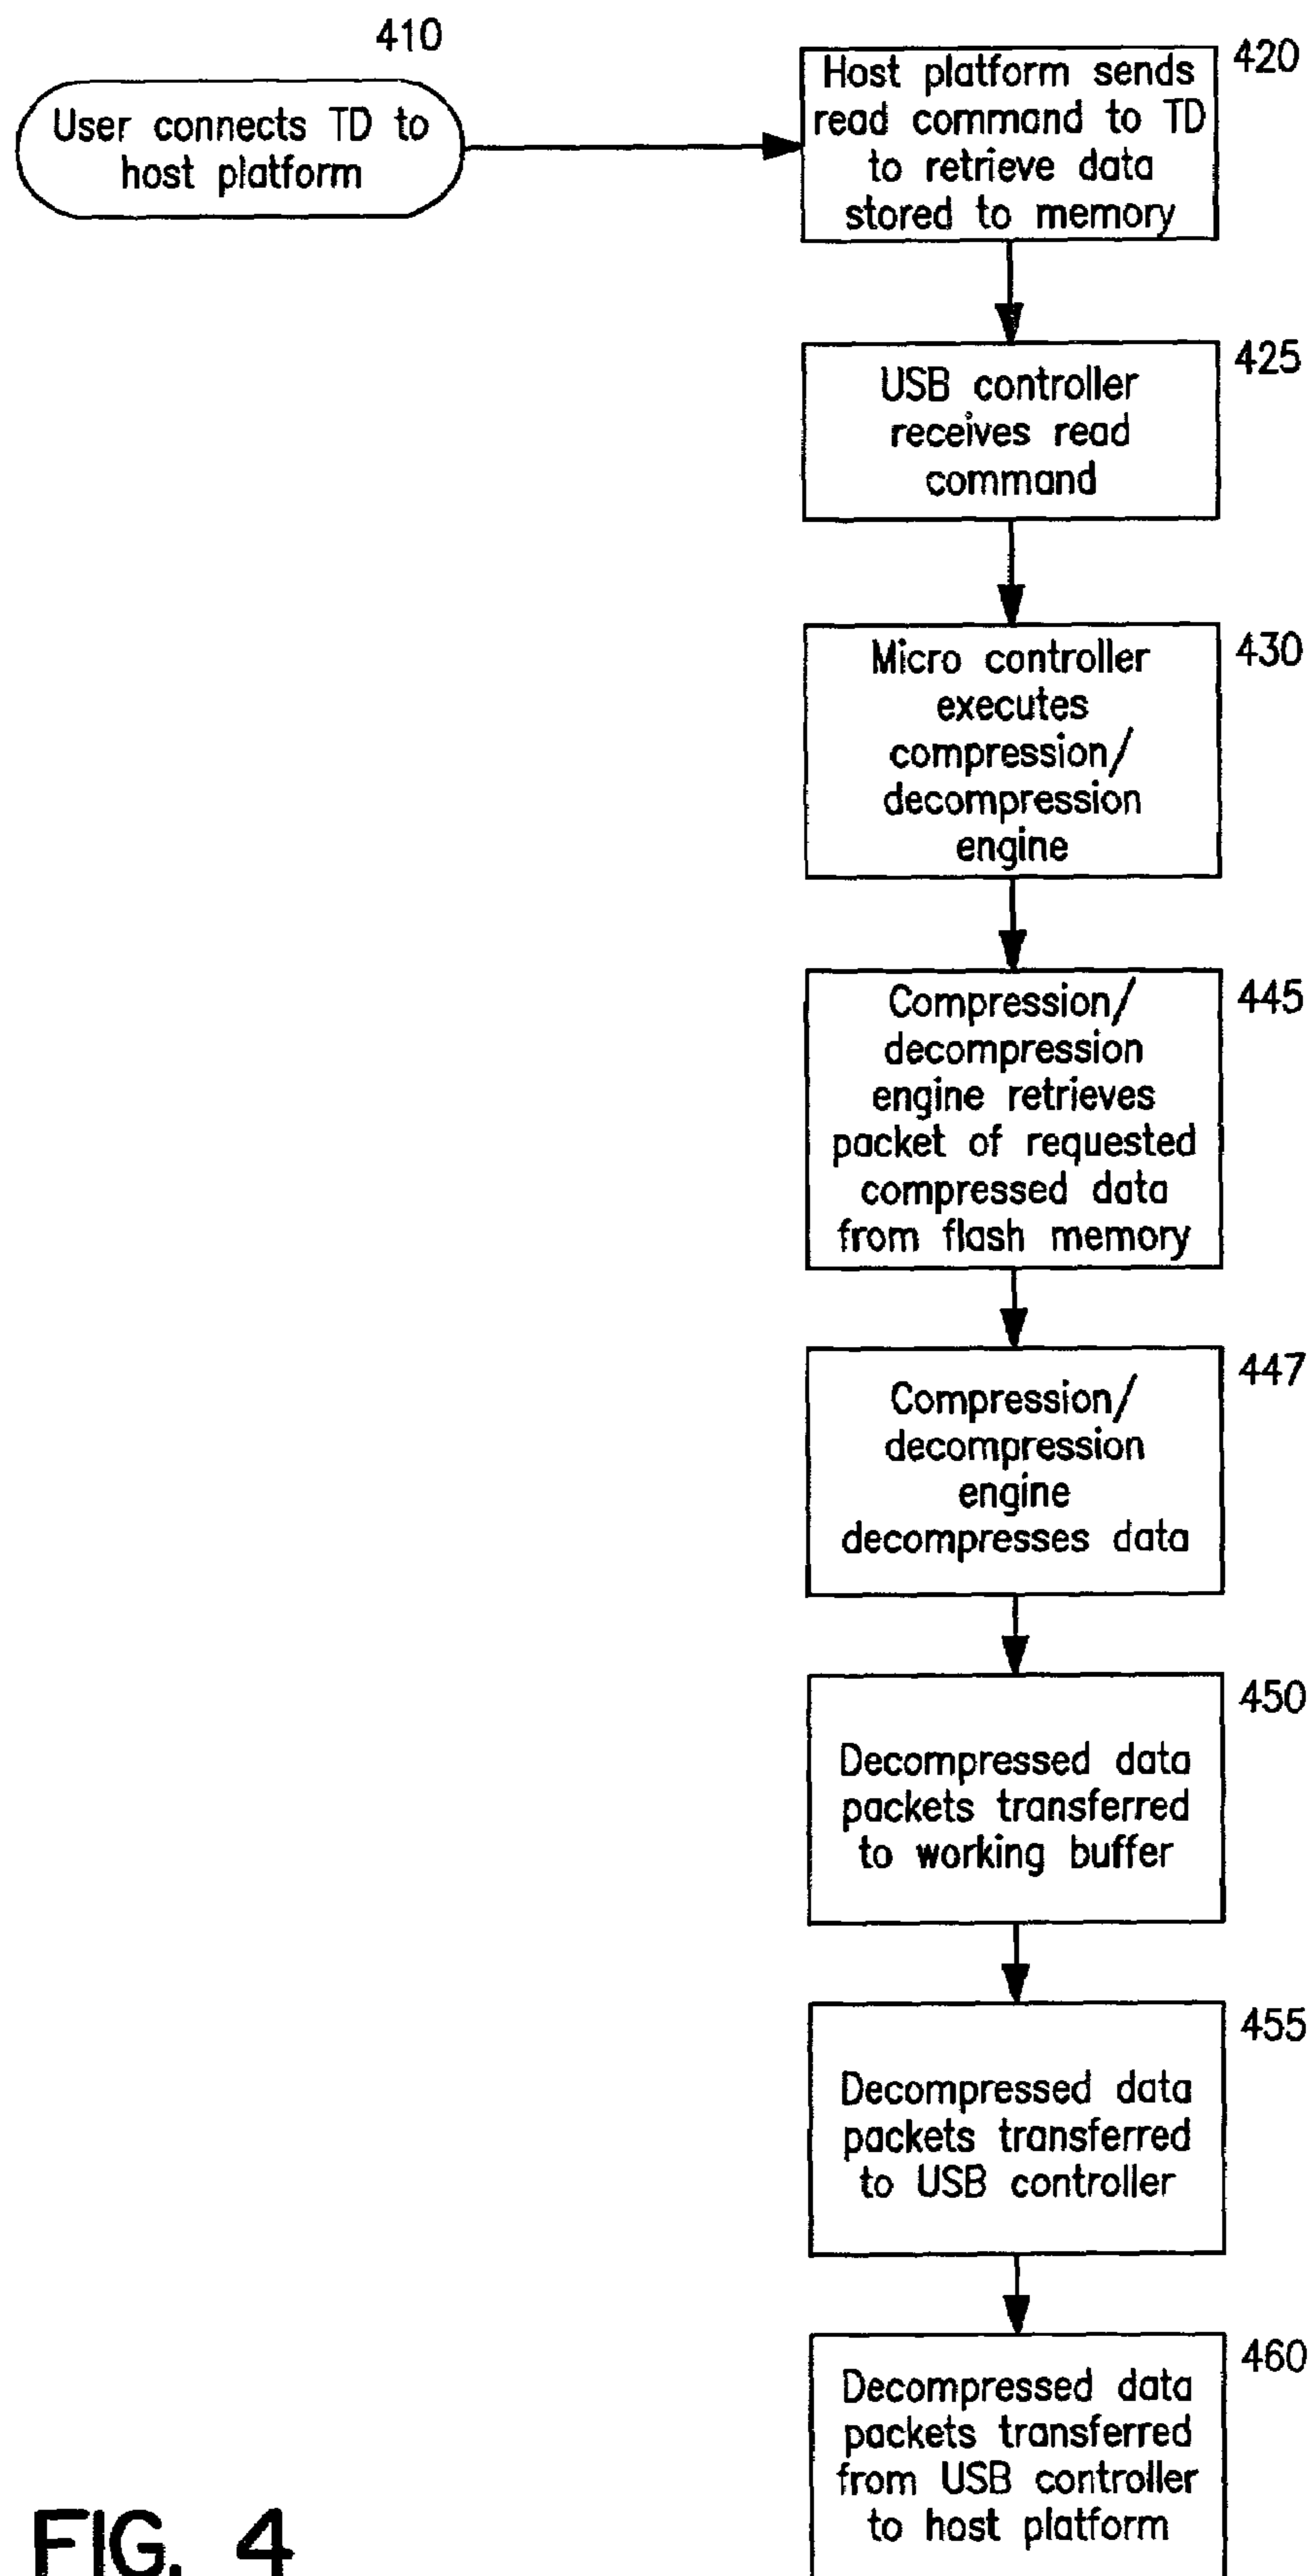 410
User connects TD to
host platform
420
Host platform sends
read command to TD
to retrieve data
stored to memory
425
USB controller
receives read
command
430
Micro controller
executes
compression/
decompression
engine
445
Compression/
decompression
engine retrieves
packet of requested
compressed data
from flash memory
447
Compression/
decompression
engine
decompresses data
450
Decompressed data
packets transferred
to working buffer
455
Decompressed data
packets transferred
to USB controller
460
Decompressed data
packets transferred
from USB controller
to host platform
FIG. 4